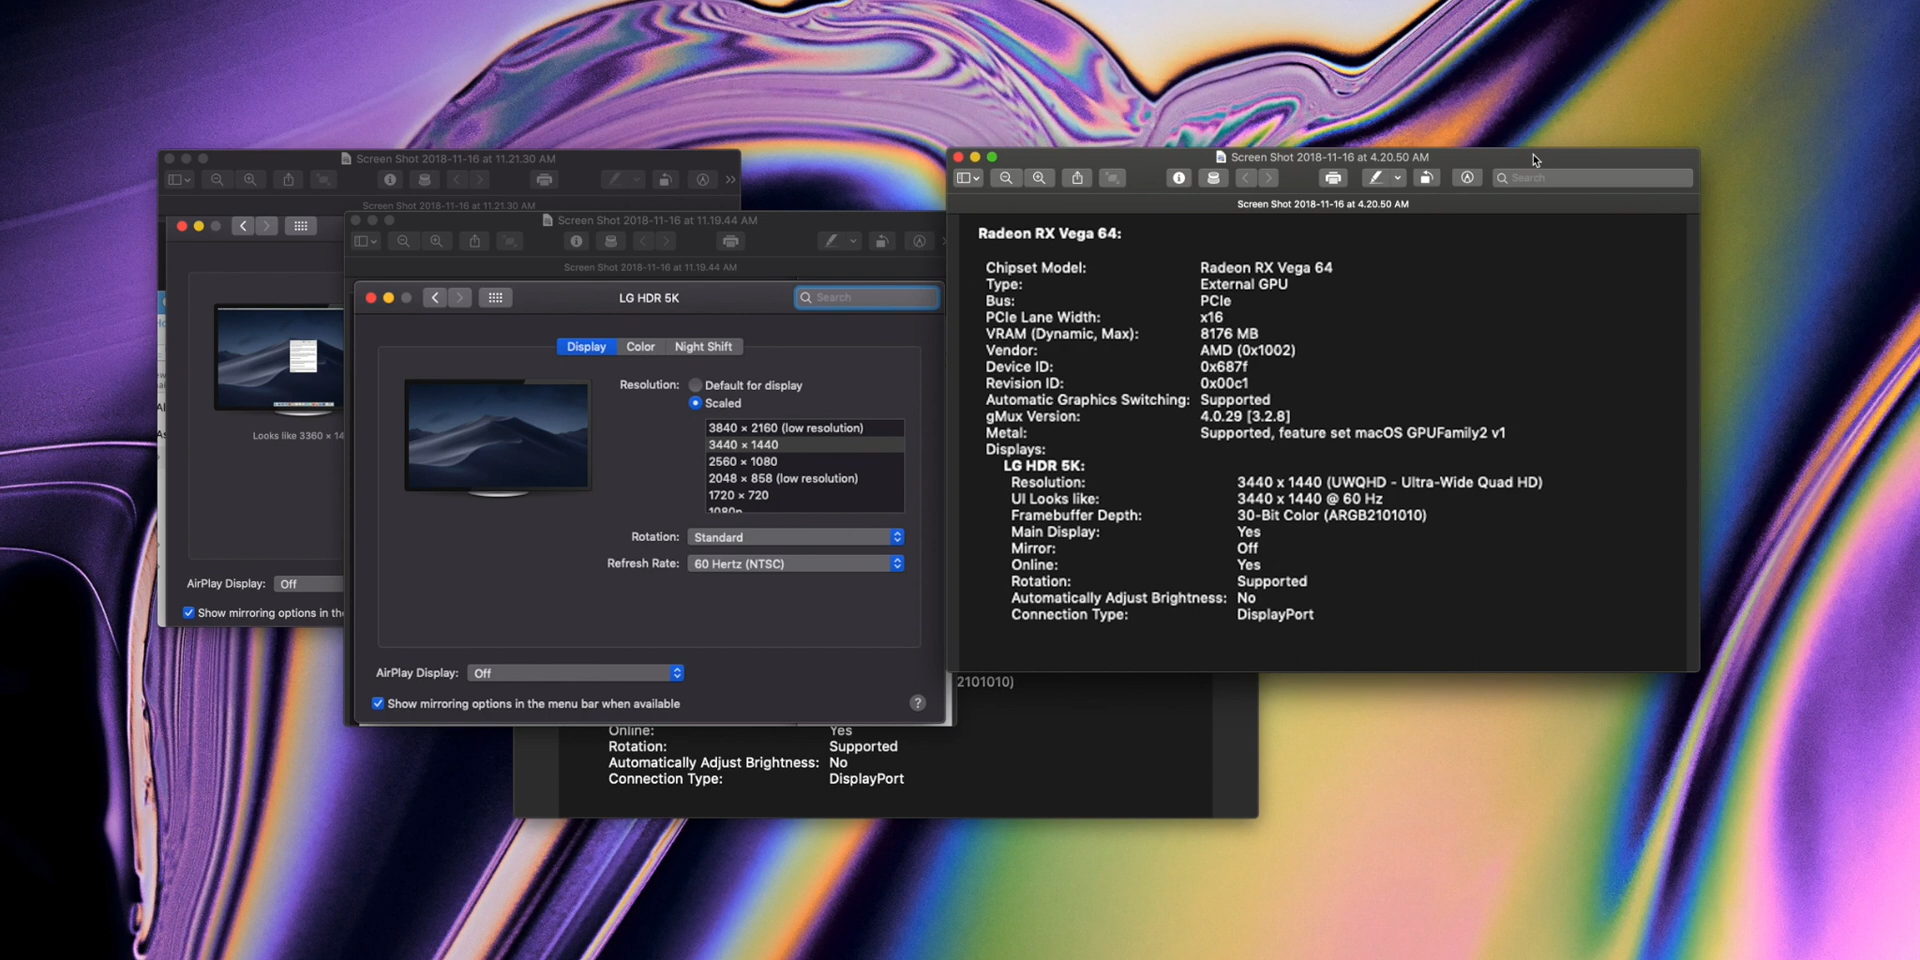 Screen Shot 2018-11-16 at 11.21.30 AM
Screen Shot 2018-11-16 at 11.21.30 AM
Looks like 3360 × 14
AirPlay Display: Off
Show mirroring options in the
Screen Shot 2018-11-16 at 11.19.44 AM
Screen Shot 2018-11-16 at 11.19.44 AM
LG HDR 5K
Search
Display Color Night Shift
Resolution: Default for display
Scaled
3840 × 2160 (low resolution)
3440 × 1440
2560 × 1080
2048 × 858 (low resolution)
1720 × 720
1080p
Rotation: Standard
Refresh Rate: 60 Hertz (NTSC)
AirPlay Display: Off
Show mirroring options in the menu bar when available
?
Screen Shot 2018-11-16 at 4.20.50 AM
Search
Screen Shot 2018-11-16 at 4.20.50 AM
Radeon RX Vega 64:
Chipset Model: Radeon RX Vega 64
Type: External GPU
Bus: PCIe
PCIe Lane Width: x16
VRAM (Dynamic, Max): 8176 MB
Vendor: AMD (0x1002)
Device ID: 0x687f
Revision ID: 0x00c1
Automatic Graphics Switching: Supported
gMux Version: 4.0.29 [3.2.8]
Metal: Supported, feature set macOS GPUFamily2 v1
Displays:
LG HDR 5K:
Resolution: 3440 x 1440 (UWQHD - Ultra-Wide Quad HD)
UI Looks like: 3440 x 1440 @ 60 Hz
Framebuffer Depth: 30-Bit Color (ARGB2101010)
Main Display: Yes
Mirror: Off
Online: Yes
Rotation: Supported
Automatically Adjust Brightness: No
Connection Type: DisplayPort
2101010)
Online: Yes
Rotation: Supported
Automatically Adjust Brightness: No
Connection Type: DisplayPort